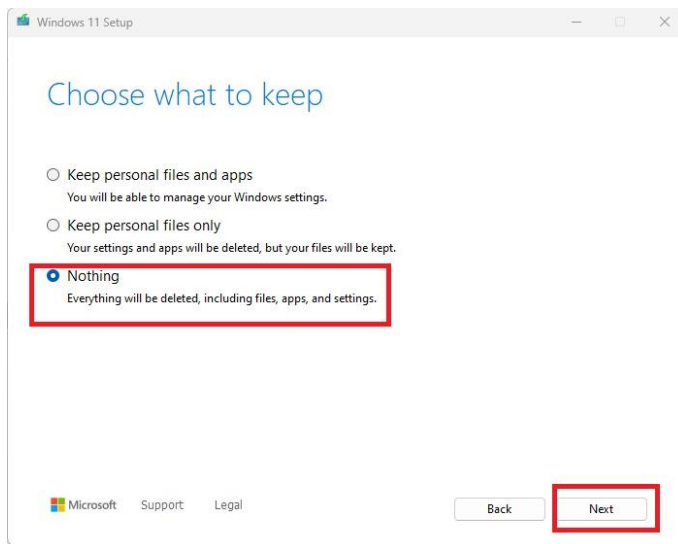 Windows 11 Setup
Choose what to keep
Keep personal files and apps
You will be able to manage your Windows settings.
Keep personal files only
Your settings and apps will be deleted, but your files will be kept.
Nothing
Everything will be deleted, including files, apps, and settings.
Microsoft Support Legal Back Next